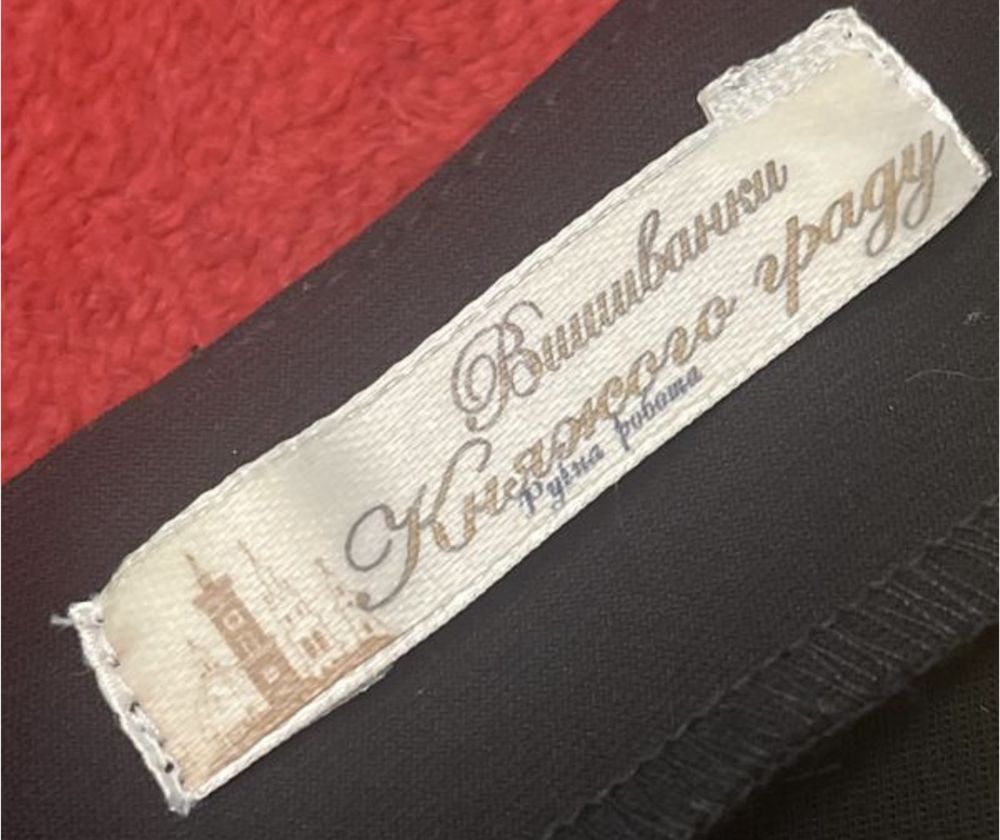 Вишиванки
Княжого граду
Ручна робота